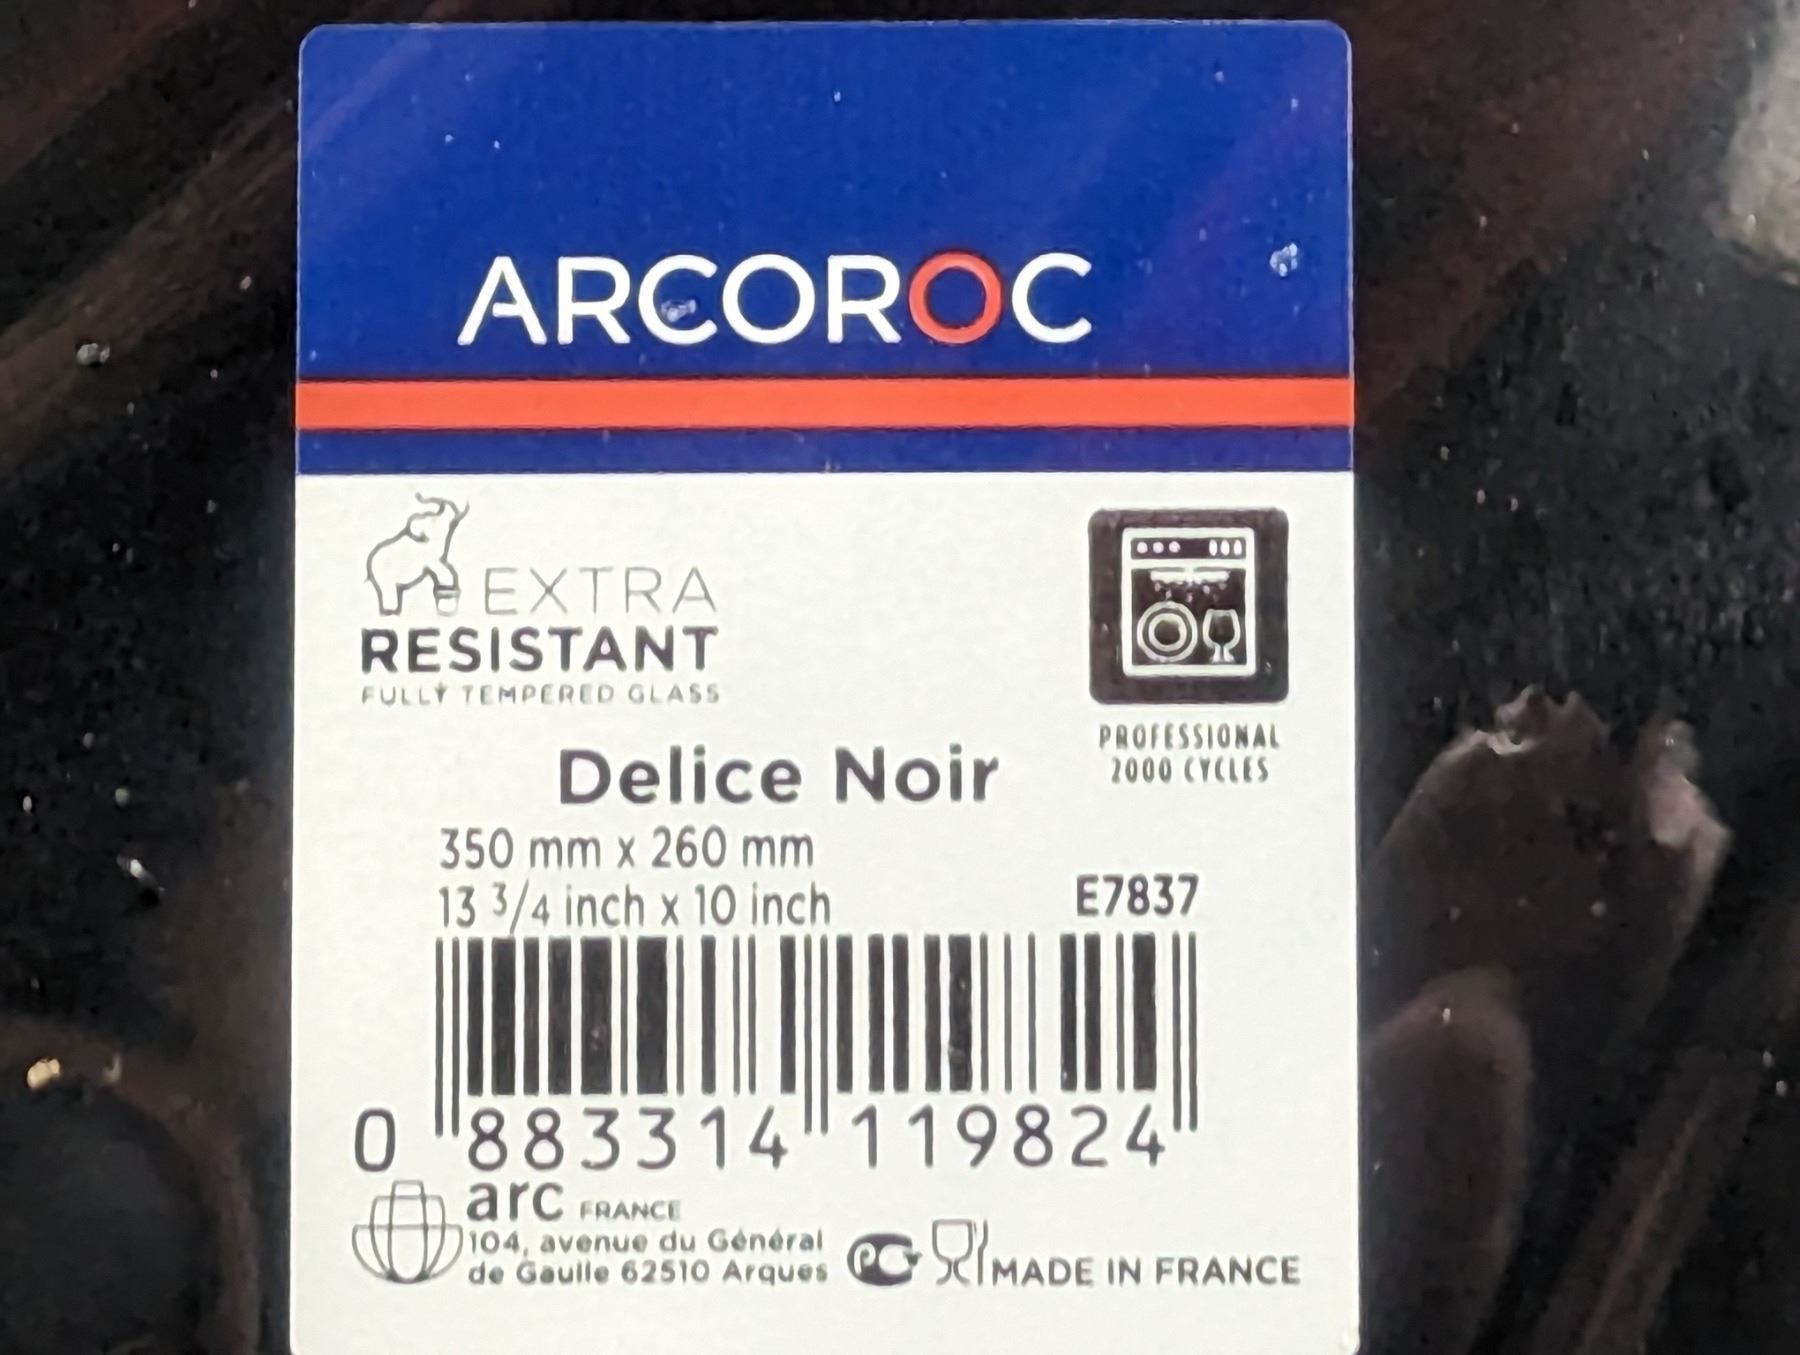 ARCOROC
EXTRA
RESISTANT
FULLY TEMPERED GLASS
PROFESSIONAL
2000 CYCLES
Delice Noir
350 mm x 260 mm
13 3/4 inch x 10 inch
E7837
0 883314 119824
arc FRANCE
104, avenue du Général
de Gaulle 62510 Arques
PG
MADE IN FRANCE